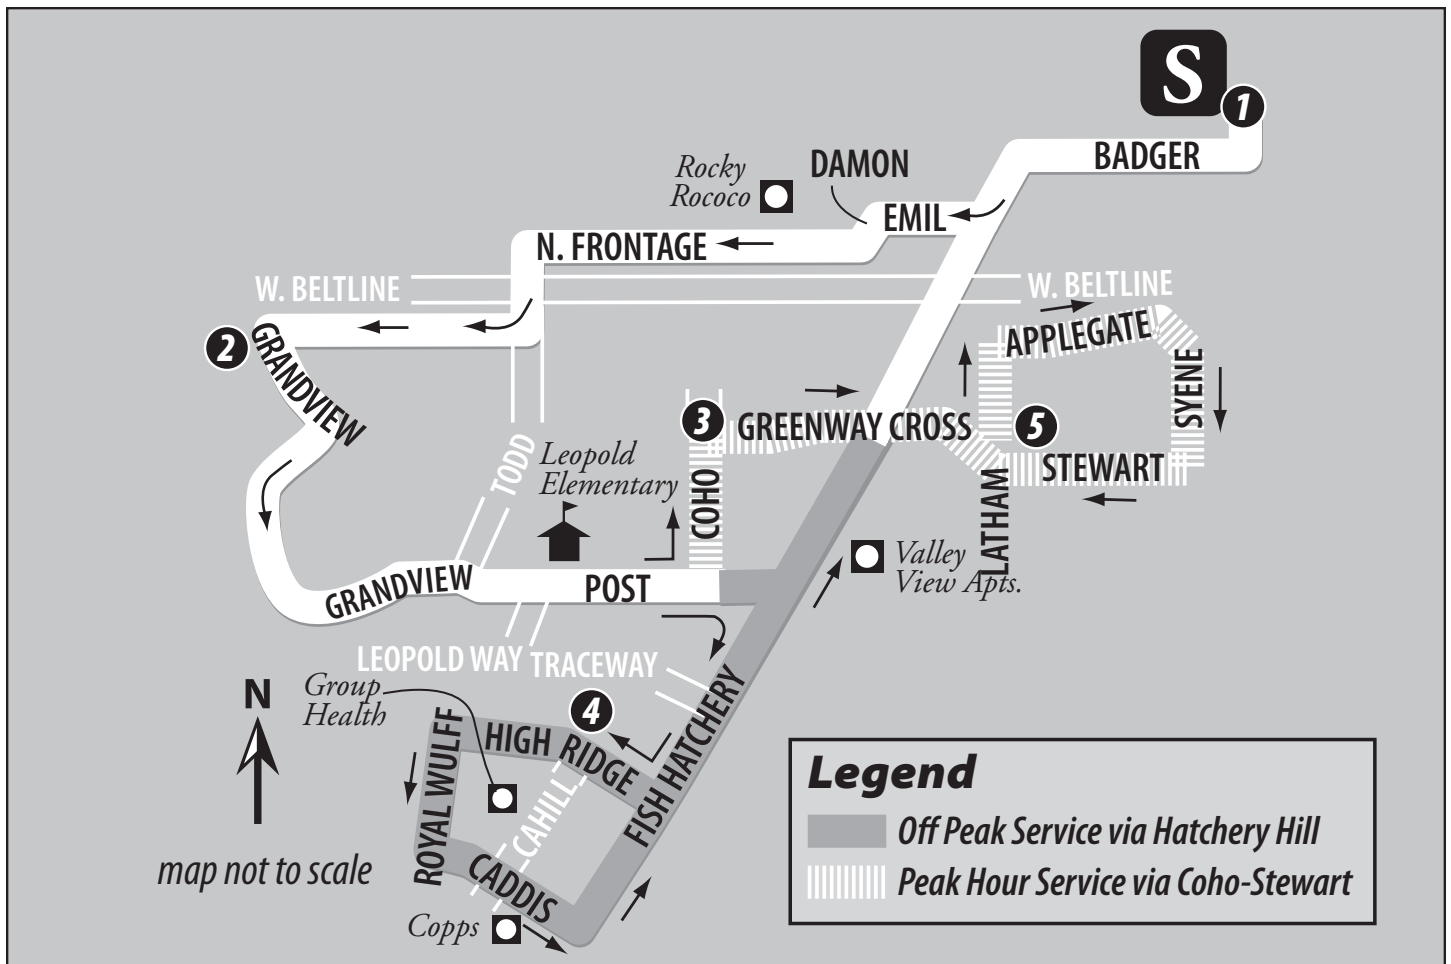 S
1
BADGER
DAMON
Rocky
Rococo
EMIL
N. FRONTAGE
W. BELTLINE
W. BELTLINE
APPLEGATE
2
GRANDVIEW
SYENE
3
GREENWAY CROSS
5
TODD
Leopold
Elementary
COHO
STEWART
LATHAM
Valley
View Apts.
GRANDVIEW
POST
LEOPOLD WAY
TRACEWAY
N
Group
Health
4
HIGH RIDGE
FISH HATCHERY
ROYAL WULFF
CAHILL
CADDIS
Copps
map not to scale
Legend
Off Peak Service via Hatchery Hill
Peak Hour Service via Coho-Stewart